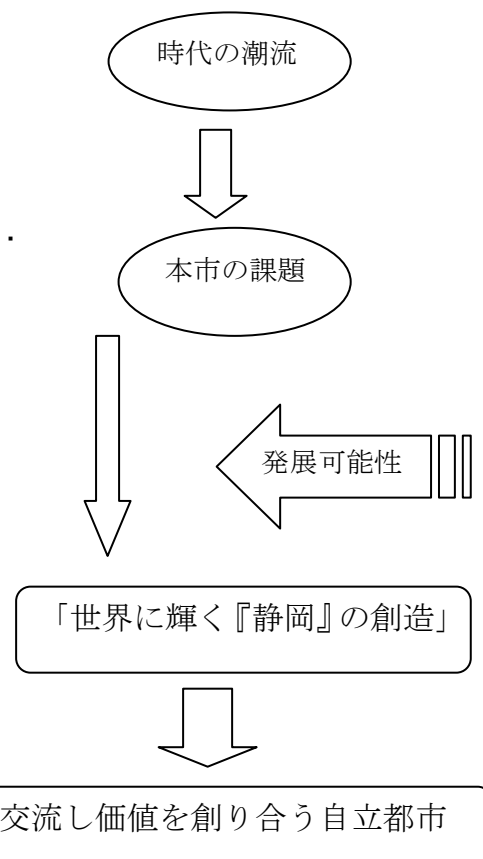 時代の潮流
本市の課題
発展可能性
「世界に輝く『静岡』の創造」
交流し価値を創り合う自立都市